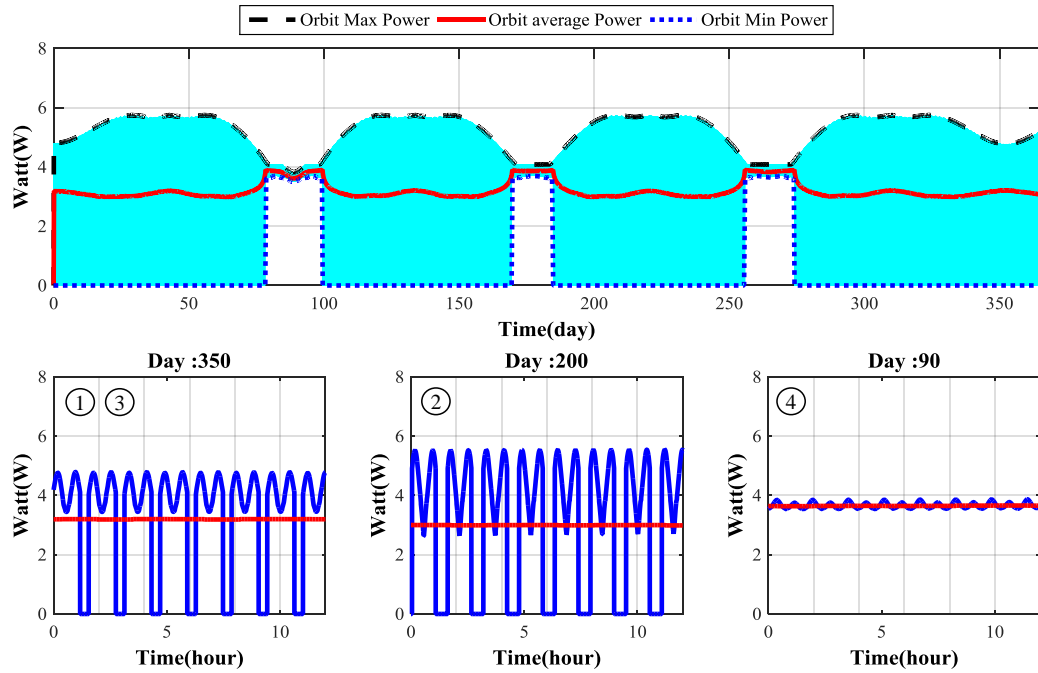 Orbit Max Power Orbit average Power Orbit Min Power
8
6
4
2
0
Watt(W)
0 50 100 150 200 250 300 350
Time(day)
Day :350 Day :200 Day :90
8 8 8
1 3 2 4
6 6 6
4 4 4
2 2 2
0 0 0
Watt(W) Watt(W) Watt(W)
0 5 10 0 5 10 0 5 10
Time(hour) Time(hour) Time(hour)